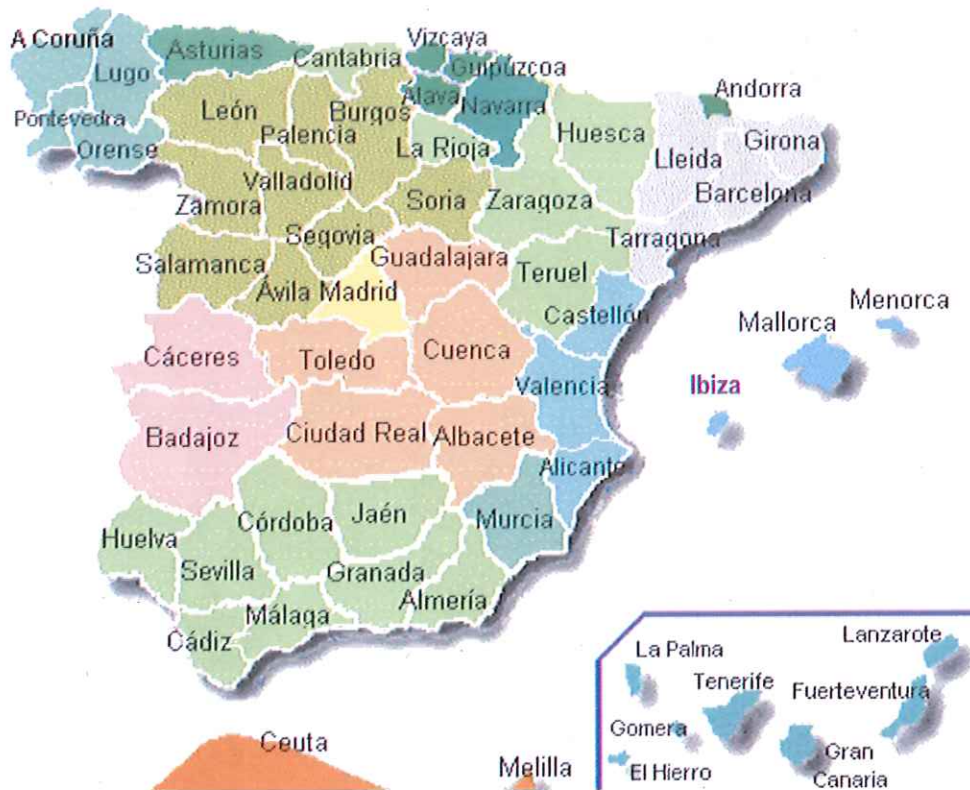 A Coruña
Lugo
Asturias
Cantabria
Vizcaya
Guipúzcoa
Álava
Navarra
Andorra
Pontevedra
Orense
León
Palencia
Burgos
La Rioja
Huesca
Lleida
Girona
Barcelona
Zamora
Valladolid
Soria
Zaragoza
Tarragona
Salamanca
Segovia
Ávila
Madrid
Guadalajara
Teruel
Castellón
Menorca
Mallorca
Ibiza
Cáceres
Toledo
Cuenca
Valencia
Badajoz
Ciudad Real
Albacete
Alicante
Huelva
Sevilla
Córdoba
Jaén
Murcia
Granada
Almería
Málaga
Cádiz
La Palma
Tenerife
Lanzarote
Fuerteventura
Gomera
El Hierro
Gran
Canaria
Ceuta
Melilla